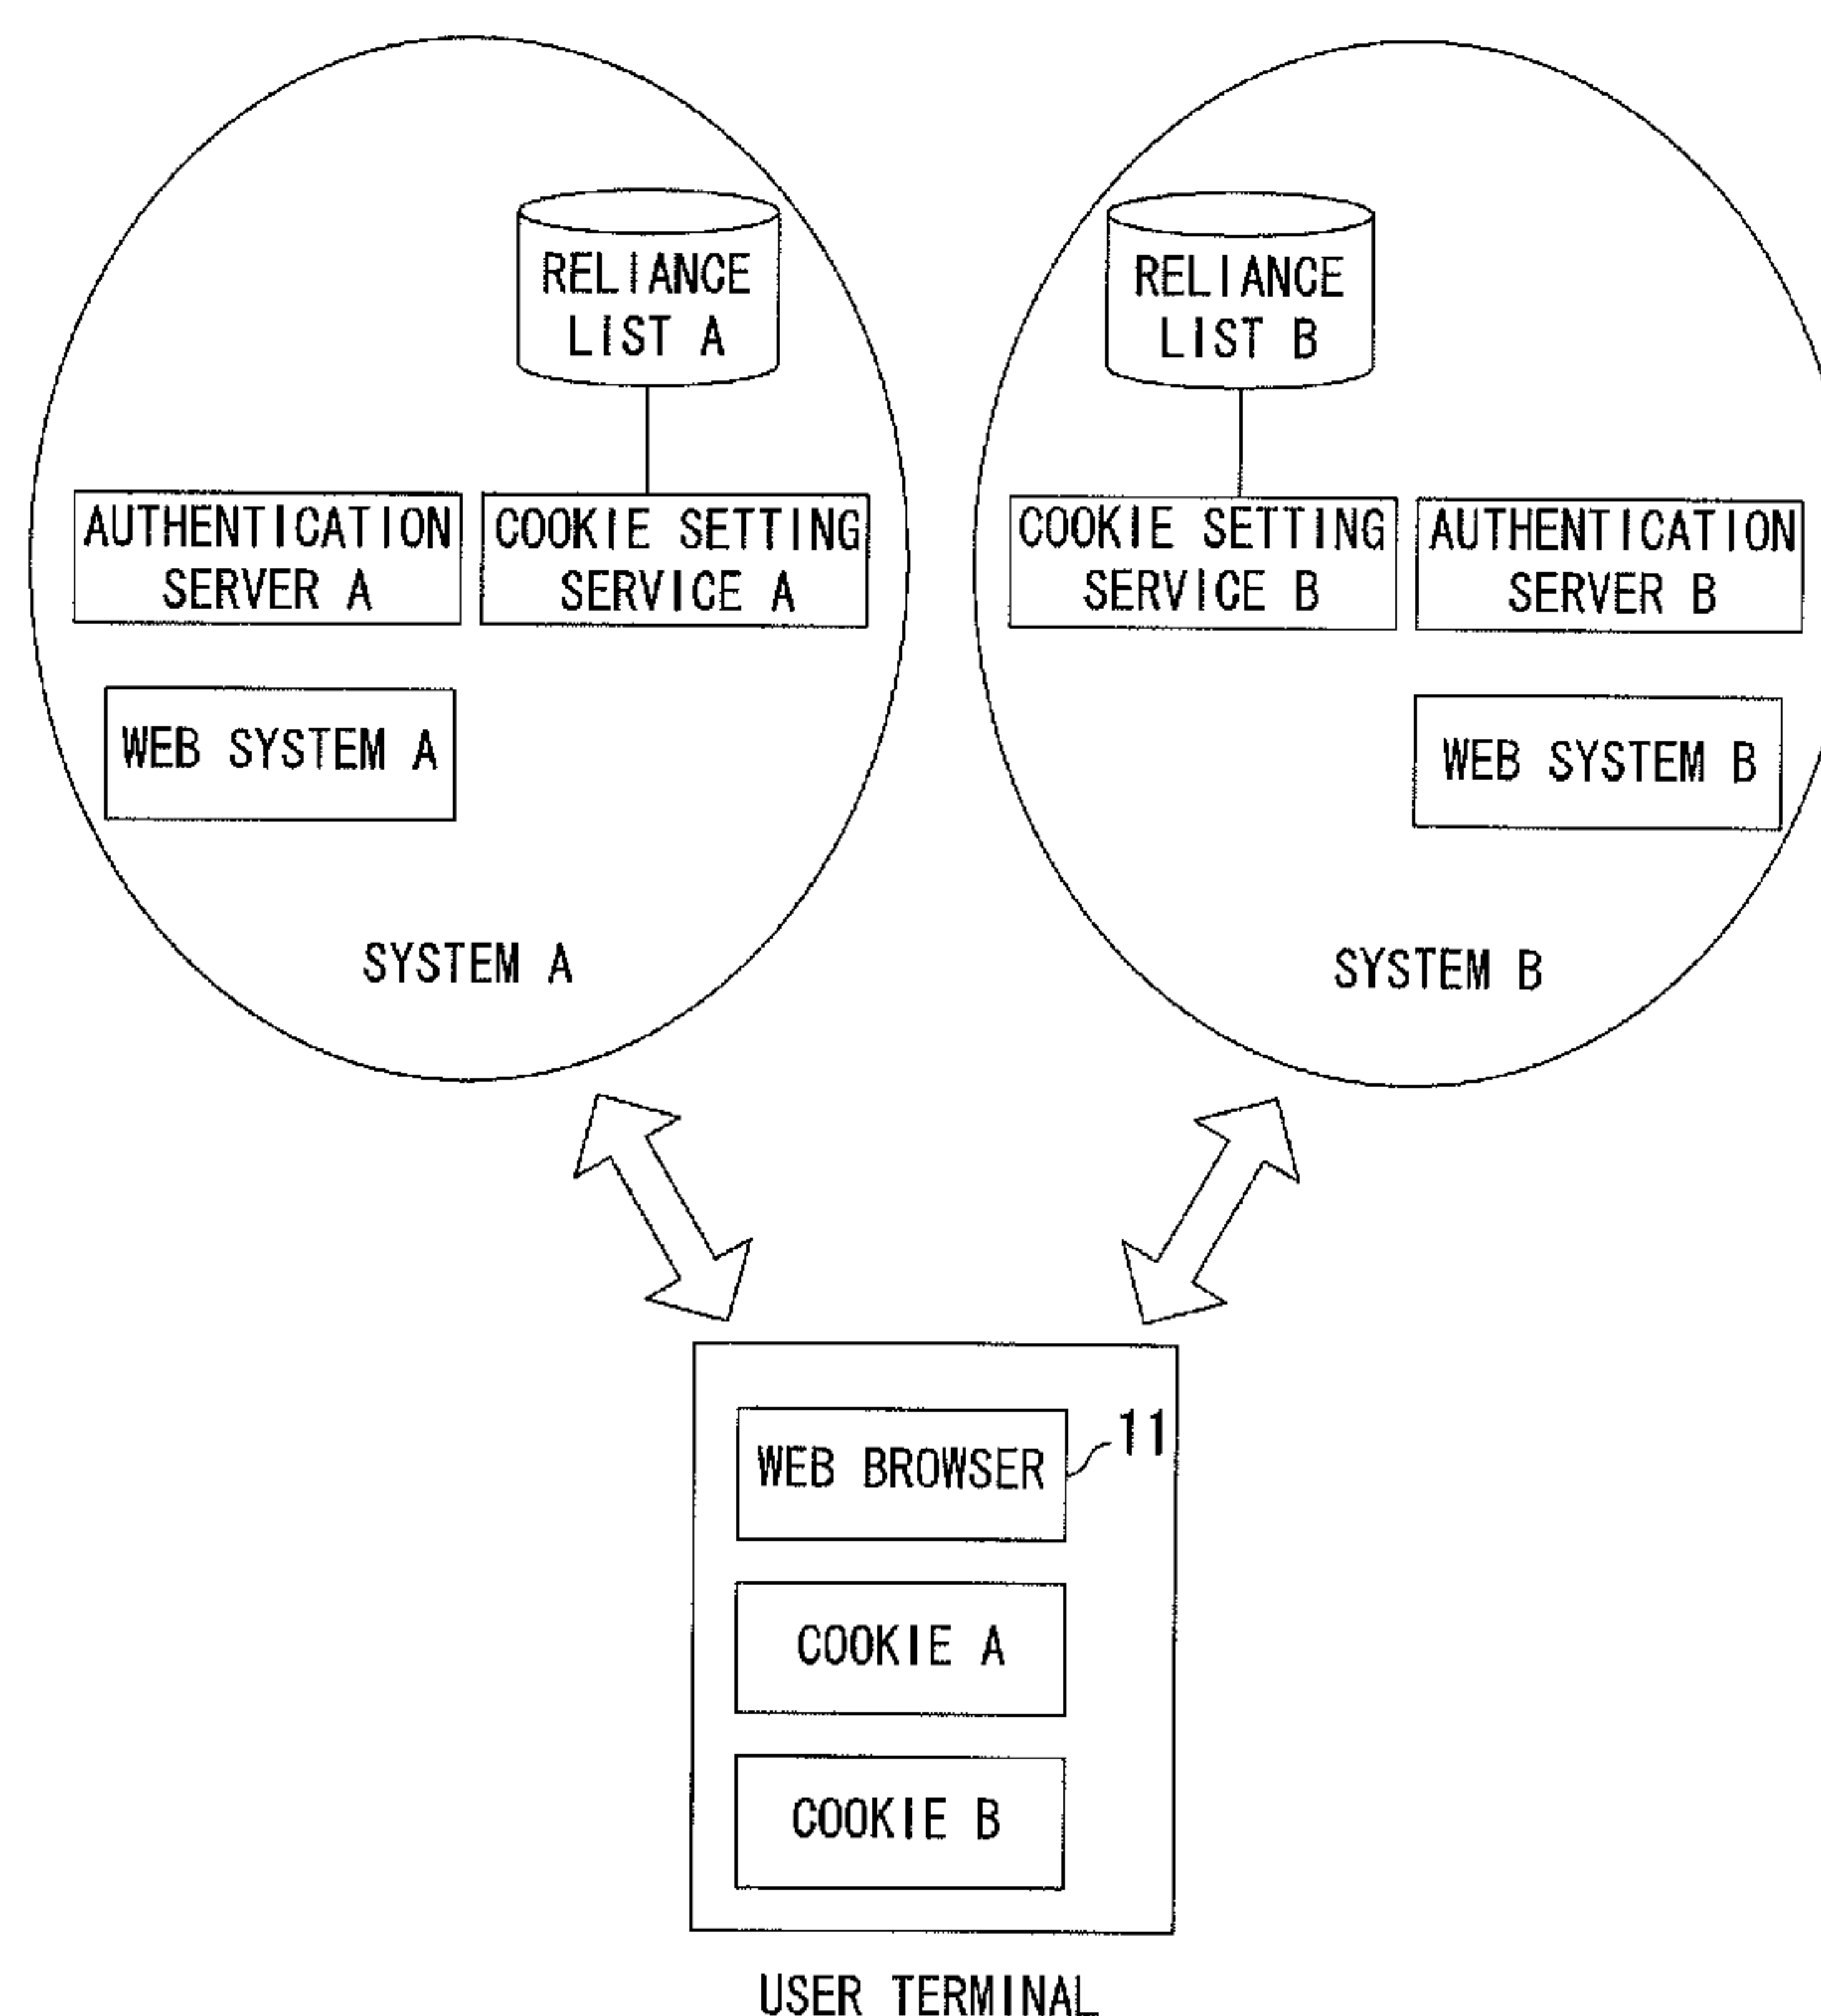 RELIANCE
LIST A
AUTHENTICATION
SERVER A
COOKIE SETTING
SERVICE A
WEB SYSTEM A
SYSTEM A
RELIANCE
LIST B
COOKIE SETTING
SERVICE B
AUTHENTICATION
SERVER B
WEB SYSTEM B
SYSTEM B
WEB BROWSER
11
COOKIE A
COOKIE B
USER TERMINAL